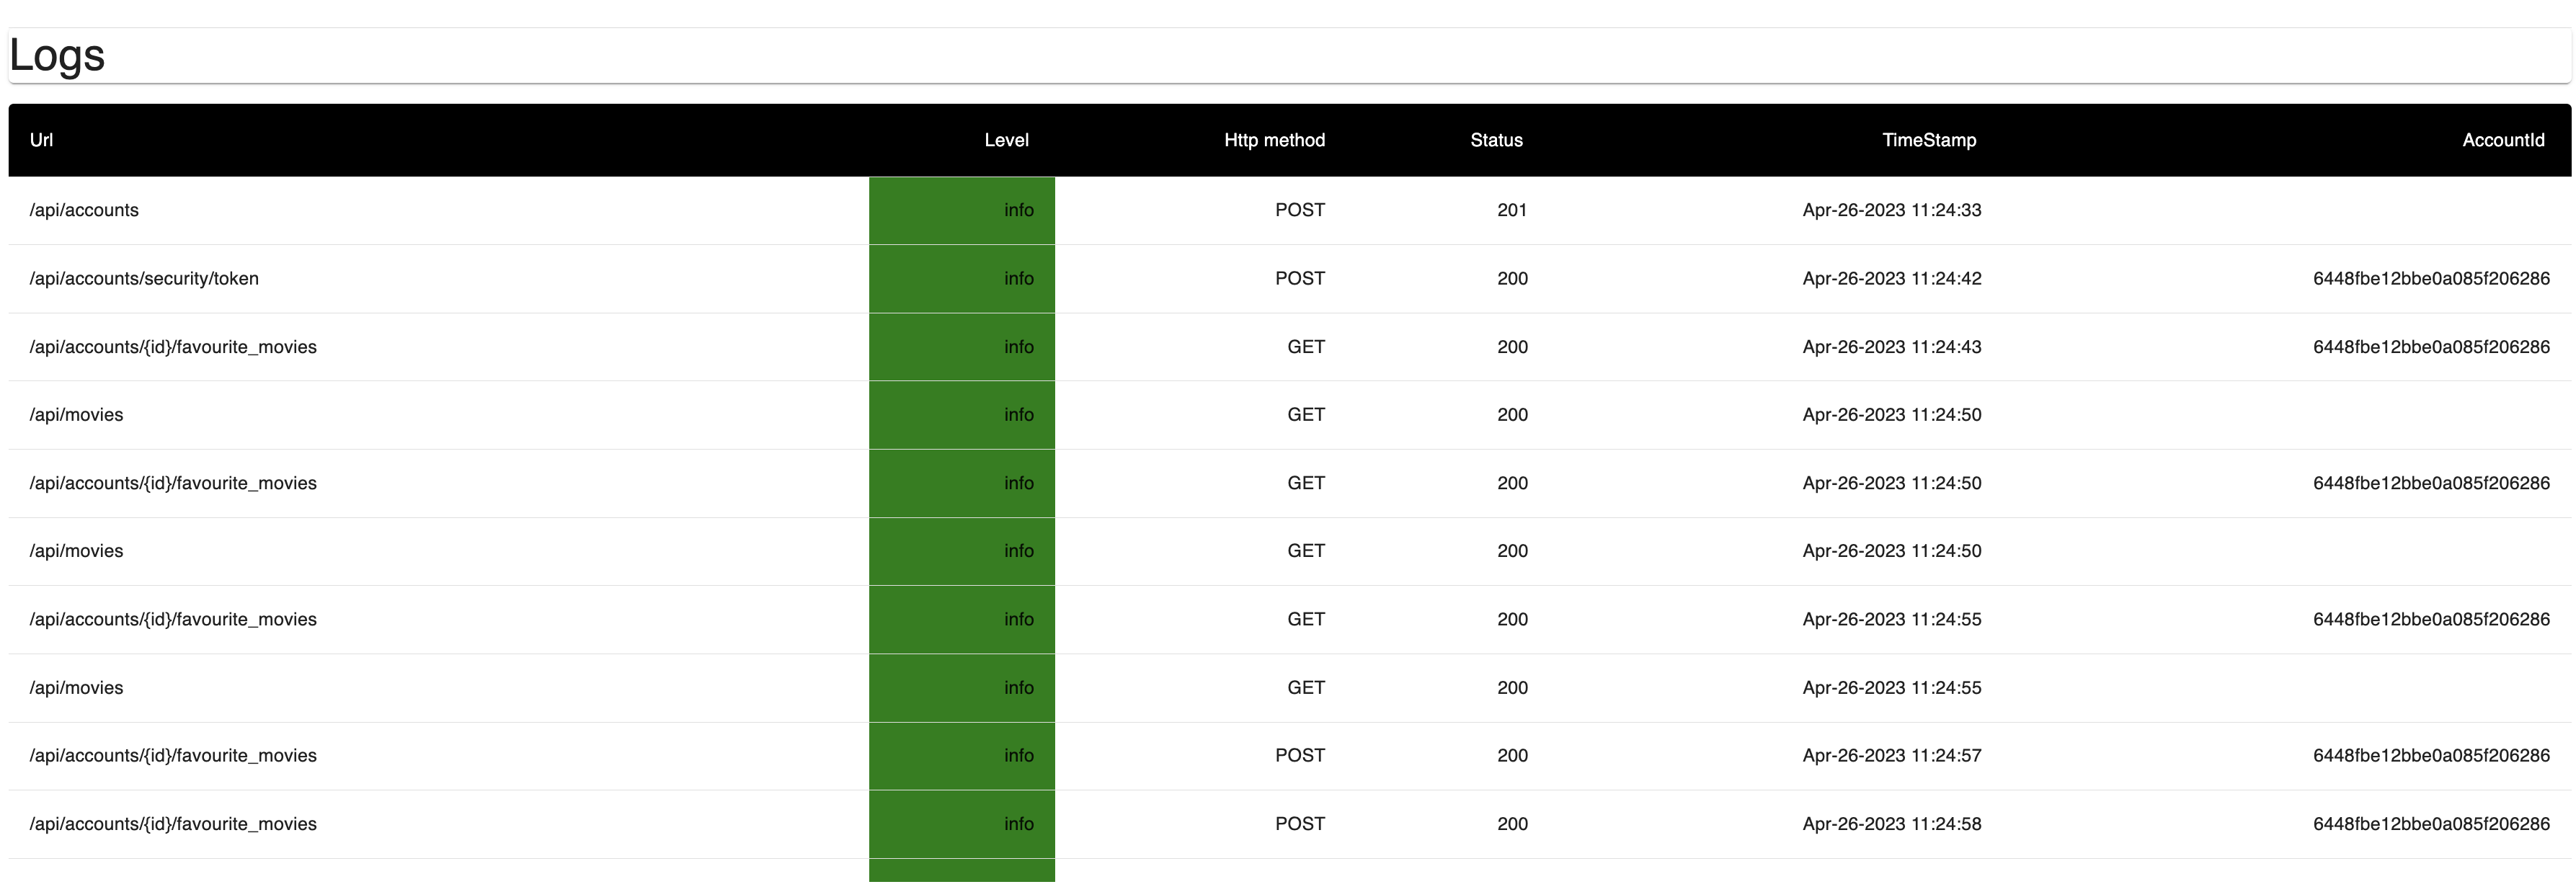 Logs
Url Level Http method Status TimeStamp AccountId
/api/accounts info POST 201 Apr-26-2023 11:24:33
/api/accounts/security/token info POST 200 Apr-26-2023 11:24:42 6448fbe12bbe0a085f206286
/api/accounts/{id}/favourite_movies info GET 200 Apr-26-2023 11:24:43 6448fbe12bbe0a085f206286
/api/movies info GET 200 Apr-26-2023 11:24:50
/api/accounts/{id}/favourite_movies info GET 200 Apr-26-2023 11:24:50 6448fbe12bbe0a085f206286
/api/movies info GET 200 Apr-26-2023 11:24:50
/api/accounts/{id}/favourite_movies info GET 200 Apr-26-2023 11:24:55 6448fbe12bbe0a085f206286
/api/movies info GET 200 Apr-26-2023 11:24:55
/api/accounts/{id}/favourite_movies info POST 200 Apr-26-2023 11:24:57 6448fbe12bbe0a085f206286
/api/accounts/{id}/favourite_movies info POST 200 Apr-26-2023 11:24:58 6448fbe12bbe0a085f206286